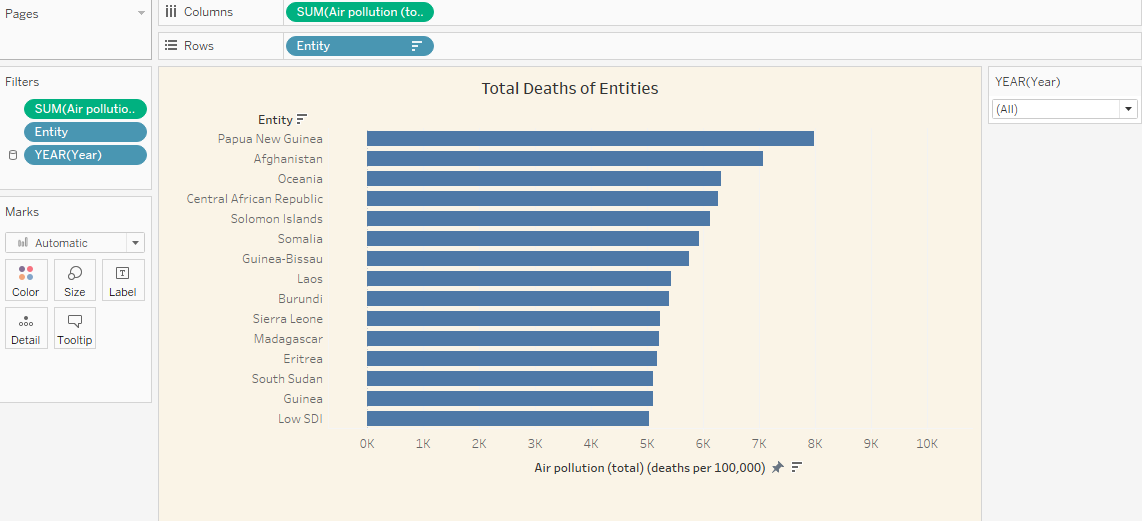 Pages
Columns
SUM(Air pollution (to..
Rows
Entity
Filters
SUM(Air pollutio..
Entity
YEAR(Year)
Marks
Automatic
Color
Size
Label
Detail
Tooltip
Total Deaths of Entities
Entity
Papua New Guinea
Afghanistan
Oceania
Central African Republic
Solomon Islands
Somalia
Guinea-Bissau
Laos
Burundi
Sierra Leone
Madagascar
Eritrea
South Sudan
Guinea
Low SDI
0K 1K 2K 3K 4K 5K 6K 7K 8K 9K 10K
Air pollution (total) (deaths per 100,000)
YEAR(Year)
(All)